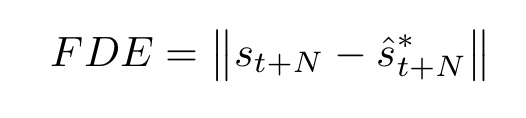 FDE = ‖s_{t+N} − ŝ*_{t+N}‖